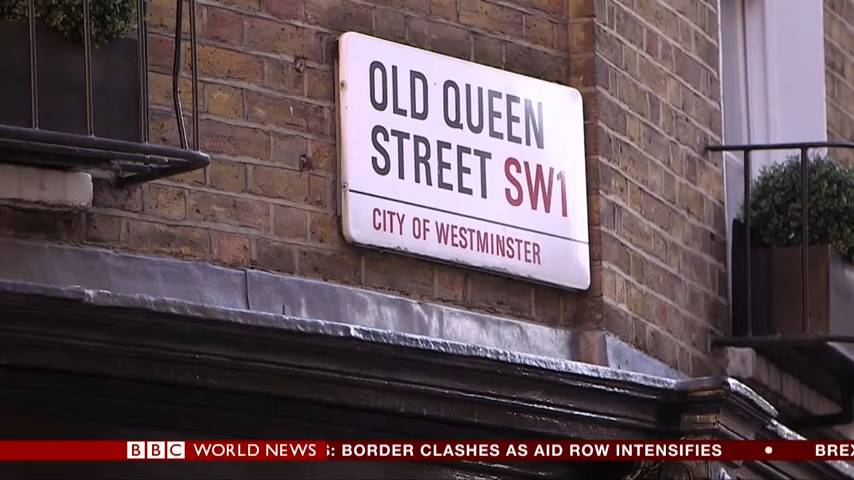 OLD QUEEN
STREET SW1
CITY OF WESTMINSTER
BBC WORLD NEWS : BORDER CLASHES AS AID ROW INTENSIFIES •